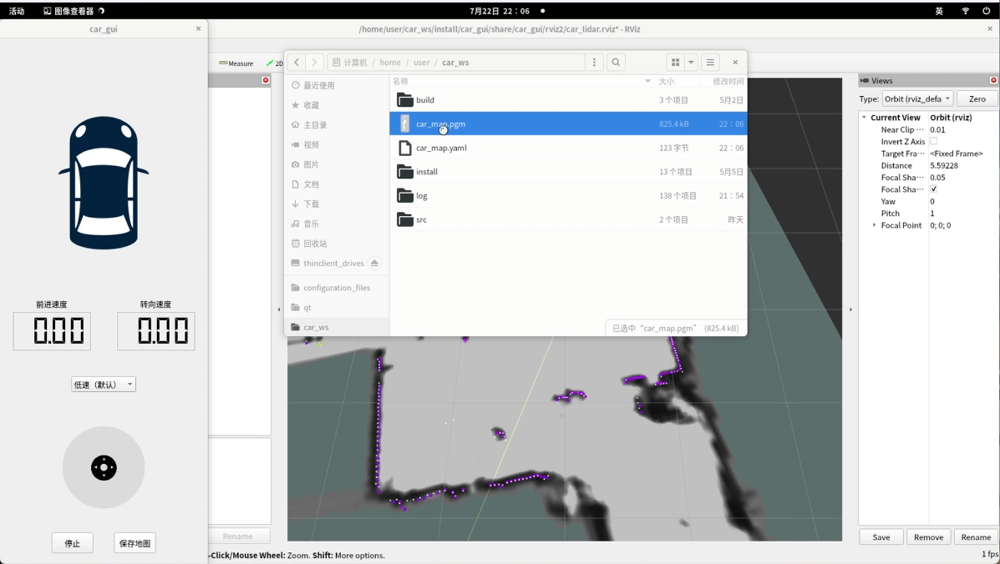 活动 图像查看器 7月22日 22：06 英
car_gui
/home/user/car_ws/install/car_gui/share/car_gui/rviz2/car_lidar.rviz* - RViz
前进速度 转向速度
0.00 0.00
低速（默认）
停止 保存地图
Measure 2D
计算机 / home / user / car_ws
最近使用
收藏
主目录
视频
图片
文档
下载
音乐
回收站
thinclient_drives
configuration_files
qt
car_ws
名称 大小 修改时间
build 3 个项目 5月2日
car_map.pgm 825.4 kB 22：06
car_map.yaml 123 字节 22：06
install 13 个项目 5月5日
log 138 个项目 21：54
src 2 个项目 昨天
已选中“car_map.pgm” (825.4 kB)
Rename
-Click/Mouse Wheel: Zoom. Shift: More options.
Views
Type: Orbit (rviz_defa Zero
Current View Orbit (rviz)
Near Clip ··· 0.01
Invert Z Axis
Target Fra··· <Fixed Frame>
Distance 5.59228
Focal Sha··· 0.05
Focal Sha···
Yaw 0
Pitch 1
Focal Point 0; 0; 0
Save Remove Rename
1 fps